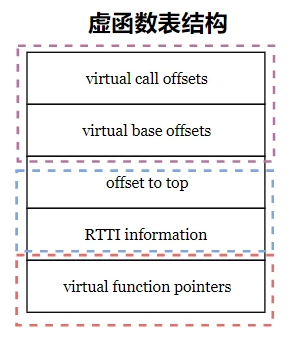 虚函数表结构
virtual call offsets
virtual base offsets
offset to top
RTTI information
virtual function pointers